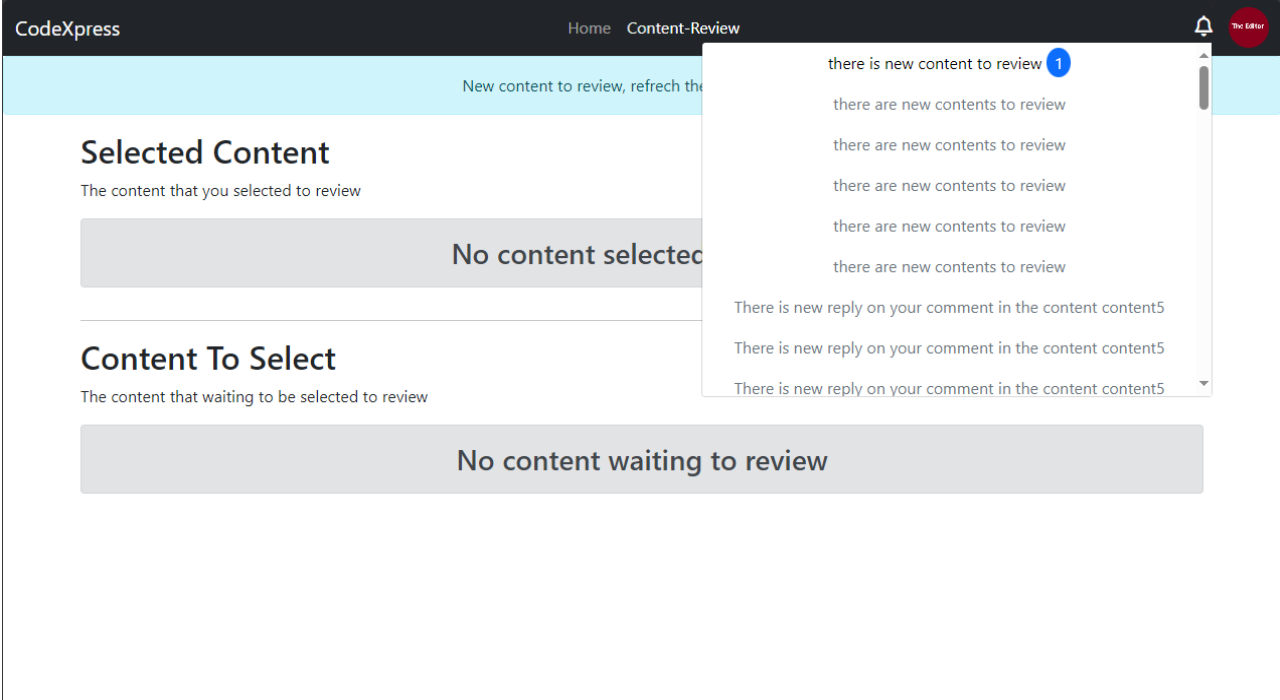 CodeXpress
Home Content-Review
The Editor
there is new content to review 1
there are new contents to review
there are new contents to review
there are new contents to review
there are new contents to review
there are new contents to review
There is new reply on your comment in the content content5
There is new reply on your comment in the content content5
There is new reply on your comment in the content content5
New content to review, refrech the
Selected Content
The content that you selected to review
No content selected
Content To Select
The content that waiting to be selected to review
No content waiting to review